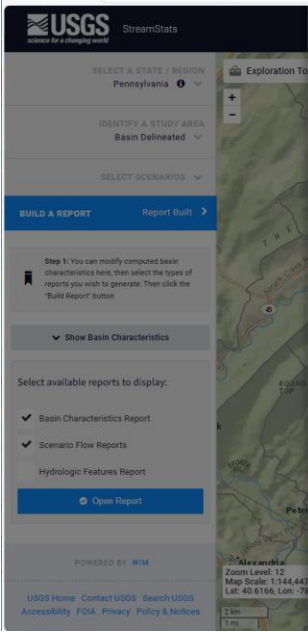 USGS
science for a changing world
StreamStats
SELECT A STATE / REGION
Pennsylvania
IDENTIFY A STUDY AREA
Basin Delineated
SELECT SCENARIOS
BUILD A REPORT
Report Built
Step 1: You can modify computed basin
characteristics here, then select the types of
reports you wish to generate. Then click the
"Build Report" button
Show Basin Characteristics
Select available reports to display:
Basin Characteristics Report
Scenario Flow Reports
Hydrologic Features Report
Open Report
POWERED BY WIM
USGS Home Contact USGS Search USGS
Accessibility FOIA Privacy Policy & Notices
Exploration To
+
−
T H E
45
ROUND
TOP
k
Pete
Alexandria
Zoom Level: 12
Map Scale: 1:144,447
Lat: 40.6166, Lon: -78
2 km
1 mi